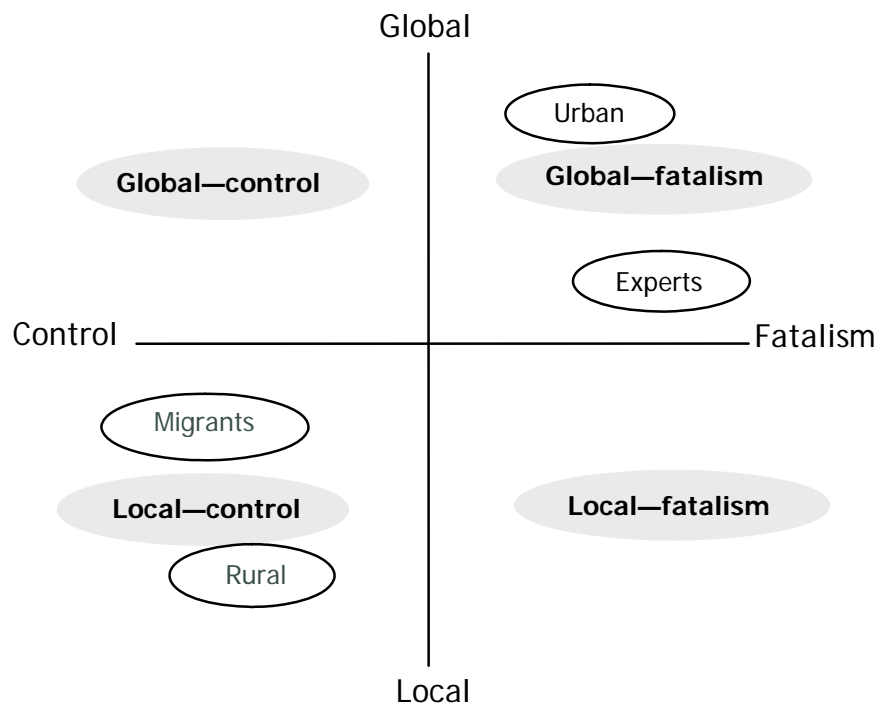 Global
Urban
Global—control
Global—fatalism
Experts
Control
Fatalism
Migrants
Local—control
Local—fatalism
Rural
Local